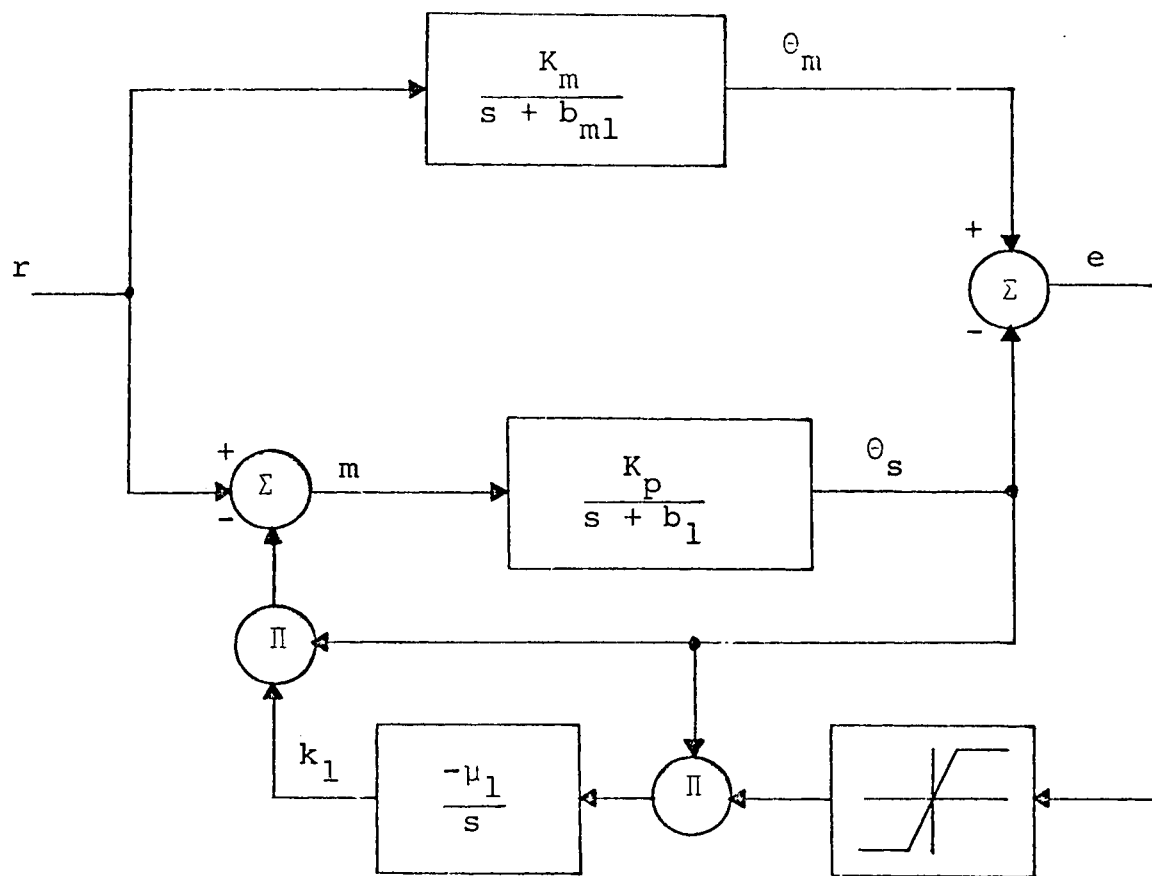 K_m
s + b_m1
θ_m
+
r
Σ
e
-
+
Σ
m
K_p
s + b_1
θ_s
-
Π
k_1
-μ_1
s
Π